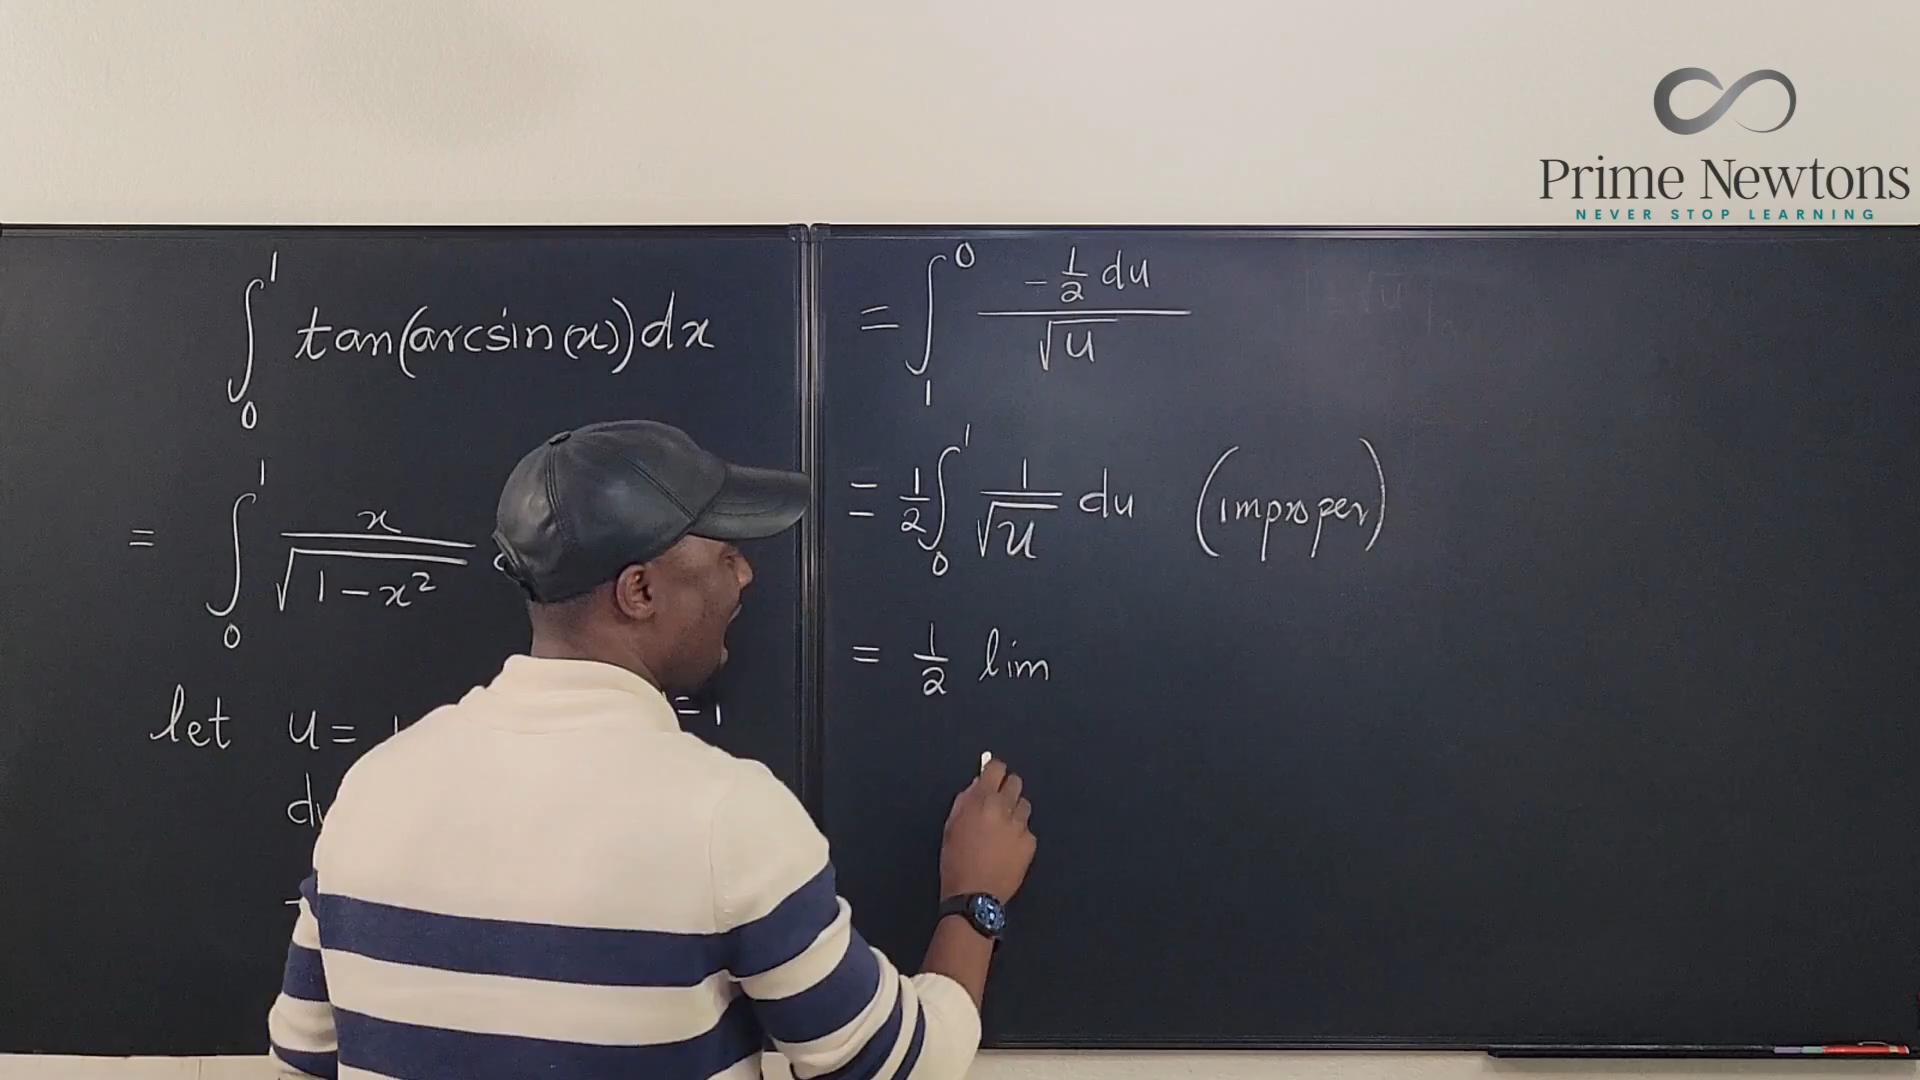 Prime Newtons
NEVER STOP LEARNING
∫₀¹ tan(arcsin(x))dx
= ∫₀¹ x/√(1-x²)
let u =
= 1
= ∫₁⁰ (-1/2 du)/√u
= 1/2 ∫₀¹ 1/√u du (improper)
= 1/2 lim